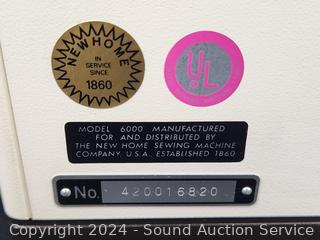 NEW HOME
IN
SERVICE
SINCE
1860
UL
MODEL 6000 MANUFACTURED
FOR AND DISTRIBUTED BY
THE NEW HOME SEWING MACHINE
COMPANY, U.S.A. ESTABLISHED 1860
No. 420016820
Copyright 2024 - Sound Auction Service